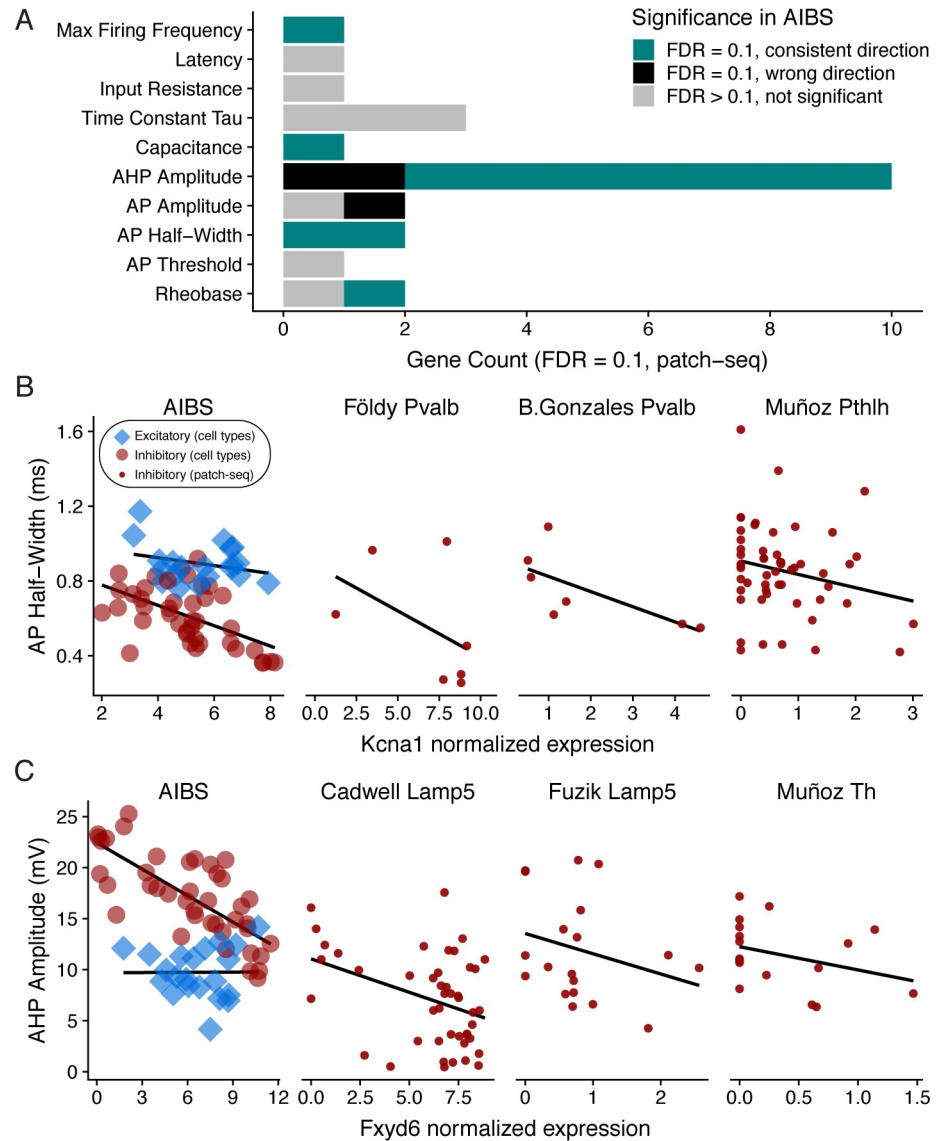 A
Significance in AIBS
FDR = 0.1, consistent direction
FDR = 0.1, wrong direction
FDR > 0.1, not significant
Max Firing Frequency
Latency
Input Resistance
Time Constant Tau
Capacitance
AHP Amplitude
AP Amplitude
AP Half−Width
AP Threshold
Rheobase
0 2 4 6 8 10
Gene Count (FDR = 0.1, patch−seq)
B
AIBS Földy Pvalb B.Gonzales Pvalb Muñoz Pthlh
Excitatory (cell types)
Inhibitory (cell types)
Inhibitory (patch-seq)
AP Half−Width (ms)
1.6
1.2
0.8
0.4
2 4 6 8 0.0 2.5 5.0 7.5 10.0 1 2 3 4 0 1 2 3
Kcna1 normalized expression
C
AIBS Cadwell Lamp5 Fuzik Lamp5 Muñoz Th
AHP Amplitude (mV)
25
20
15
10
5
0
0 3 6 9 12 0.0 2.5 5.0 7.5 0 1 2 0.0 0.5 1.0 1.5
Fxyd6 normalized expression